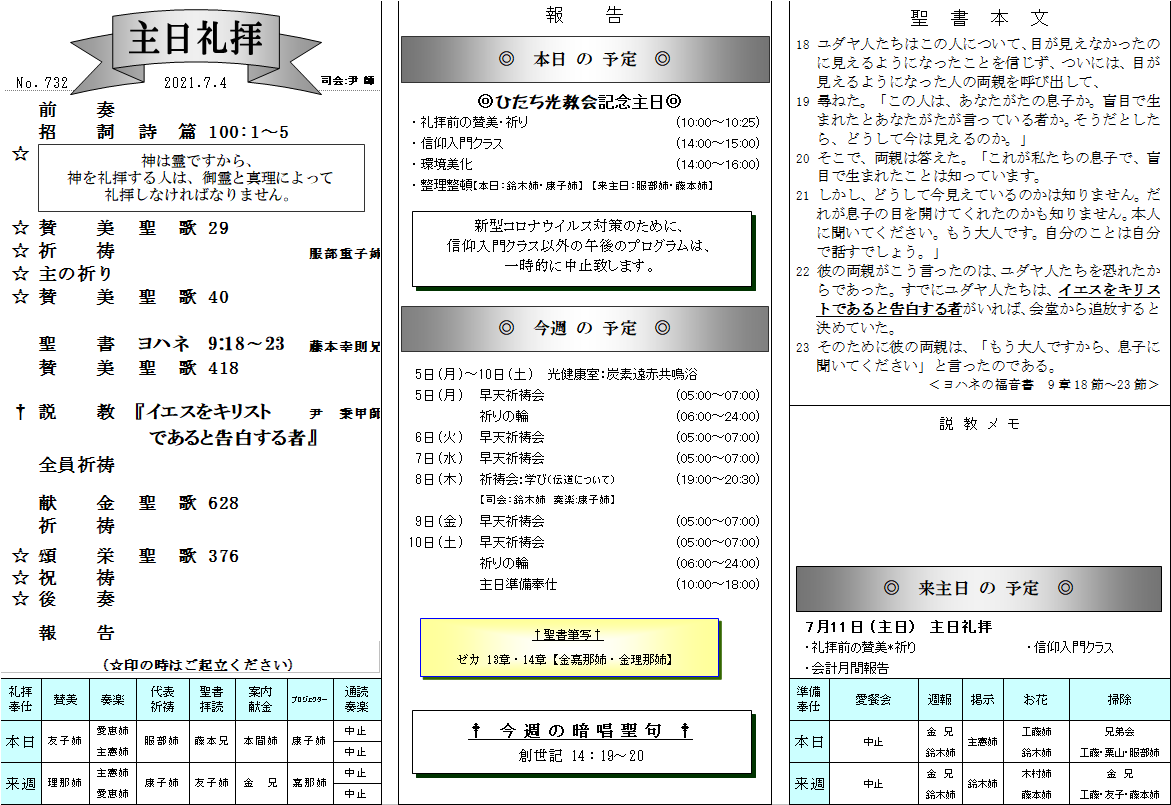 主日礼拝
No. 732 2021.7.4 司会:尹 師
前 奏
招 詞 詩 篇 100:1～5
☆ 神は霊ですから、
神を礼拝する人は、御霊と真理によって
礼拝しなければなりません。
☆ 賛 美 聖 歌 29
☆ 祈 祷 服部重子姉
☆ 主の祈り
☆ 賛 美 聖 歌 40
聖 書 ヨハネ 9:18～23 藤本幸則兄
賛 美 聖 歌 418
† 説 教 『イエスをキリスト 尹 秉甲師
であると告白する者』
全員祈祷
献 金 聖 歌 628
祈 祷
☆ 頌 栄 聖 歌 376
☆ 祝 祷
☆ 後 奏
報 告
(☆印の時はご起立ください)
礼拝奉仕 賛美 奏楽 代表祈祷 聖書拝読 案内献金 プロジェクター 通読奏楽
本日 友子姉 愛恵姉 主憲姉 服部姉 藤本兄 本間姉 康子姉 中止 中止
来週 理那姉 主憲姉 愛恵姉 康子姉 友子姉 金 兄 嘉那姉 中止 中止
報 告
◎ 本日 の 予定 ◎
◎ひたち光教会記念主日◎
・礼拝前の賛美・祈り (10:00～10:25)
・信仰入門クラス (14:00～15:00)
・環境美化 (14:00～16:00)
・整理整頓【本日：鈴木姉・康子姉】【来主日：服部姉・藤本姉】
新型コロナウイルス対策のために、
信仰入門クラス以外の午後のプログラムは、
一時的に中止致します。
◎ 今週 の 予定 ◎
5日(月)～10日(土) 光健康室：炭素遠赤共鳴浴
5日(月) 早天祈祷会 (05:00～07:00)
祈りの輪 (06:00～24:00)
6日(火) 早天祈祷会 (05:00～07:00)
7日(水) 早天祈祷会 (05:00～07:00)
8日(木) 祈祷会：学び(伝道について) (19:00～20:30)
【司会：鈴木姉 奏楽:康子姉】
9日(金) 早天祈祷会 (05:00～07:00)
10日(土) 早天祈祷会 (05:00～07:00)
祈りの輪 (06:00～24:00)
主日準備奉仕 (10:00～18:00)
†聖書筆写†
ゼカ 13章・14章【金嘉那姉・金理那姉】
† 今週の暗唱聖句 †
創世記 14：19～20
聖 書 本 文
18 ユダヤ人たちはこの人について、目が見えなかったの
に見えるようになったことを信じず、ついには、目が
見えるようになった人の両親を呼び出して、
19 尋ねた。「この人は、あなたがたの息子か。盲目で生
まれたとあなたがたが言っている者か。そうだとした
ら、どうして今は見えるのか。」
20 そこで、両親は答えた。「これが私たちの息子で、盲
目で生まれたことは知っています。
21 しかし、どうして今見えているのかは知りません。だ
れが息子の目を開けてくれたのかも知りません。本人
に聞いてください。もう大人です。自分のことは自分
で話すでしょう。」
22 彼の両親がこう言ったのは、ユダヤ人たちを恐れたか
らであった。すでにユダヤ人たちは、イエスをキリス
トであると告白する者がいれば、会堂から追放すると
決めていた。
23 そのために彼の両親は、「もう大人ですから、息子に
聞いてください」と言ったのである。
＜ヨハネの福音書 9章18節～23節＞
説 教 メ モ
◎ 来主日 の 予定 ◎
7月11日(主日) 主日礼拝
・礼拝前の賛美*祈り ・信仰入門クラス
・会計月間報告
準備奉仕 愛餐会 週報 掲示 お花 掃除
本日 中止 金 兄 鈴木姉 主憲姉 工藤姉 鈴木姉 兄弟会 工藤・栗山・服部姉
来週 中止 金 兄 鈴木姉 鈴木姉 木村姉 藤本姉 金 兄 工藤・友子・藤本姉